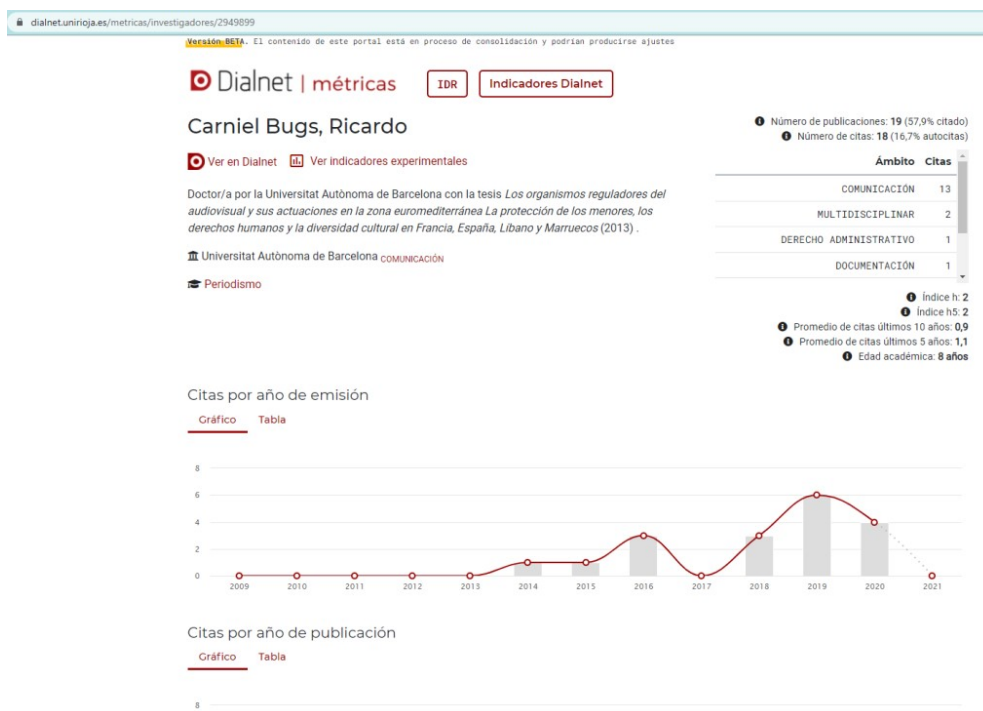 dialnet.unirioja.es/metricas/investigadores/2949899
Versión BETA. El contenido de este portal está en proceso de consolidación y podrían producirse ajustes
Dialnet | métricas
IDR
Indicadores Dialnet
Carniel Bugs, Ricardo
Ver en Dialnet
Ver indicadores experimentales
Doctor/a por la Universitat Autònoma de Barcelona con la tesis Los organismos reguladores del
audiovisual y sus actuaciones en la zona euromediterránea La protección de los menores, los
derechos humanos y la diversidad cultural en Francia, España, Líbano y Marruecos (2013) .
Universitat Autònoma de Barcelona COMUNICACIÓN
Periodismo
Número de publicaciones: 19 (57,9% citado)
Número de citas: 18 (16,7% autocitas)
Ámbito Citas
COMUNICACIÓN 13
MULTIDISCIPLINAR 2
DERECHO ADMINISTRATIVO 1
DOCUMENTACIÓN 1
Índice h: 2
Índice h5: 2
Promedio de citas últimos 10 años: 0,9
Promedio de citas últimos 5 años: 1,1
Edad académica: 8 años
Citas por año de emisión
Gráfico Tabla
8
6
4
2
0
2009 2010 2011 2012 2013 2014 2015 2016 2017 2018 2019 2020 2021
Citas por año de publicación
Gráfico Tabla
8